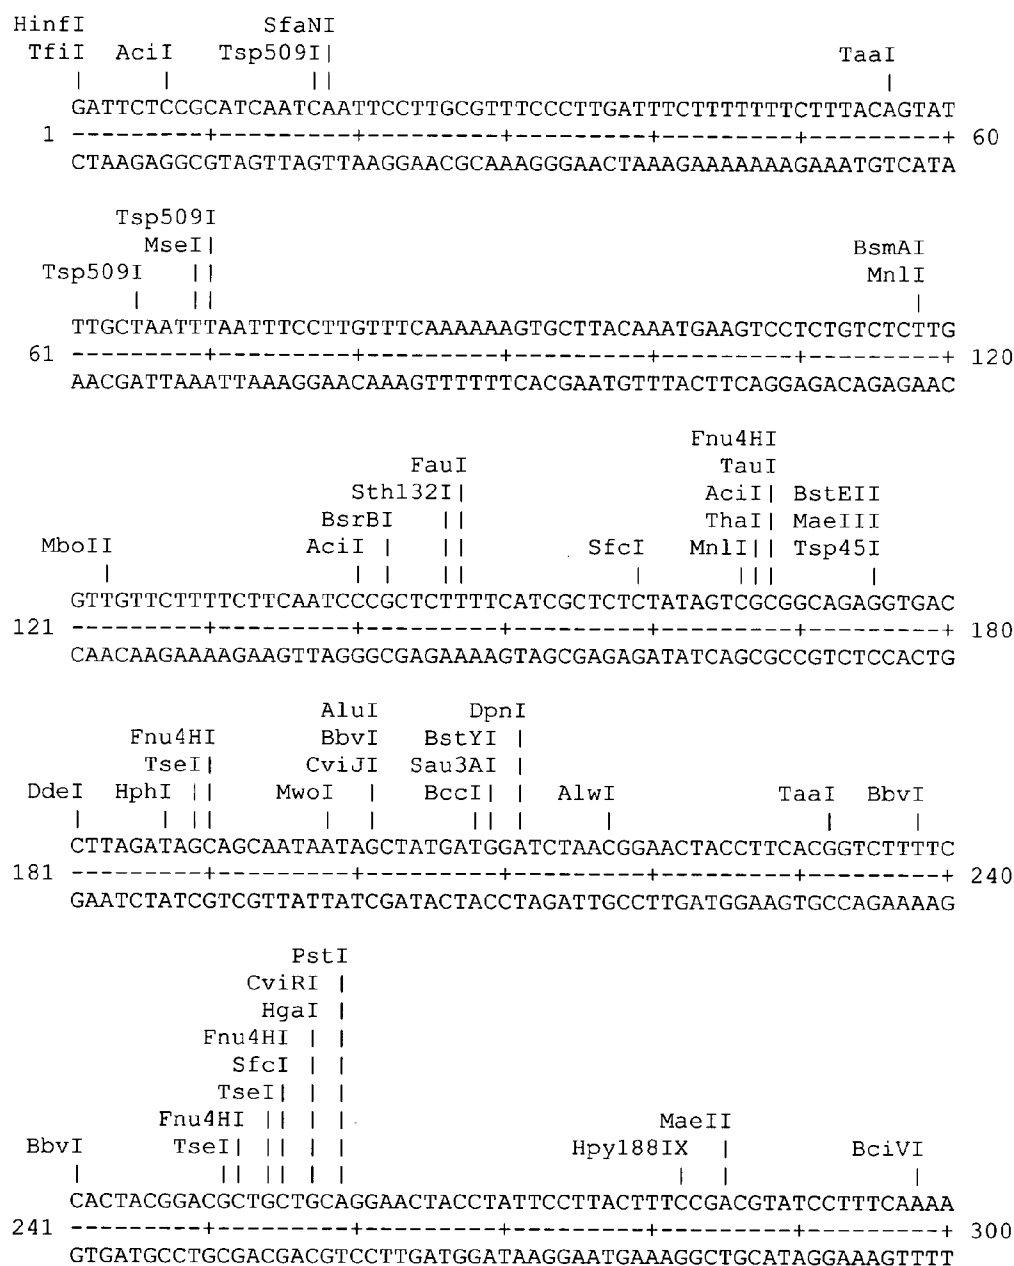 HinfI SfaNI
TfiI AciI Tsp509I| TaaI
| | || |
GATTCTCCGCATCAATCAATTCCTTGCGTTTCCCTTGATTTCTTTTTTTCTTTACAGTAT
1 ---------+---------+---------+---------+---------+---------+ 60
CTAAGAGGCGTAGTTAGTTAAGGAACGCAAAGGGAACTAAAGAAAAAAAGAAATGTCATA
Tsp509I
MseI| BsmAI
Tsp509I || MnlI
| || |
TTGCTAATTTAATTTCCTTGTTTCAAAAAAGTGCTTACAAATGAAGTCCTCTGTCTCTTG
61 ---------+---------+---------+---------+---------+---------+ 120
AACGATTAAATTAAAGGAACAAAGTTTTTTCACGAATGTTTACTTCAGGAGACAGAGAAC
Fnu4HI
FauI TauI
Sth132I| AciI| BstEII
BsrBI || ThaI| MaeIII
MboII AciI | || SfcI MnlI|| Tsp45I
| | | || | ||| |
GTTGTTCTTTTCTTCAATCCCGCTCTTTTCATCGCTCTCTATAGTCGCGGCAGAGGTGAC
121 ---------+---------+---------+---------+---------+---------+ 180
CAACAAGAAAAGAAGTTAGGGCGAGAAAAGTAGCGAGAGATATCAGCGCCGTCTCCACTG
AluI DpnI
Fnu4HI BbvI BstYI |
TseI| CviJI Sau3AI |
DdeI HphI || MwoI | BccI| | AlwI TaaI BbvI
| | || | | || | | | |
CTTAGATAGCAGCAATAATAGCTATGATGGATCTAACGGAACTACCTTCACGGTCTTTTC
181 ---------+---------+---------+---------+---------+---------+ 240
GAATCTATCGTCGTTATTATCGATACTACCTAGATTGCCTTGATGGAAGTGCCAGAAAAG
PstI
CviRI |
HgaI |
Fnu4HI | |
SfcI | |
TseI| | |
Fnu4HI || | | MaeII
BbvI TseI| || | | Hpy188IX | BciVI
| || || | | | | |
CACTACGGACGCTGCTGCAGGAACTACCTATTCCTTACTTTCCGACGTATCCTTTCAAAA
241 ---------+---------+---------+---------+---------+---------+ 300
GTGATGCCTGCGACGACGTCCTTGATGGATAAGGAATGAAAGGCTGCATAGGAAAGTTTT